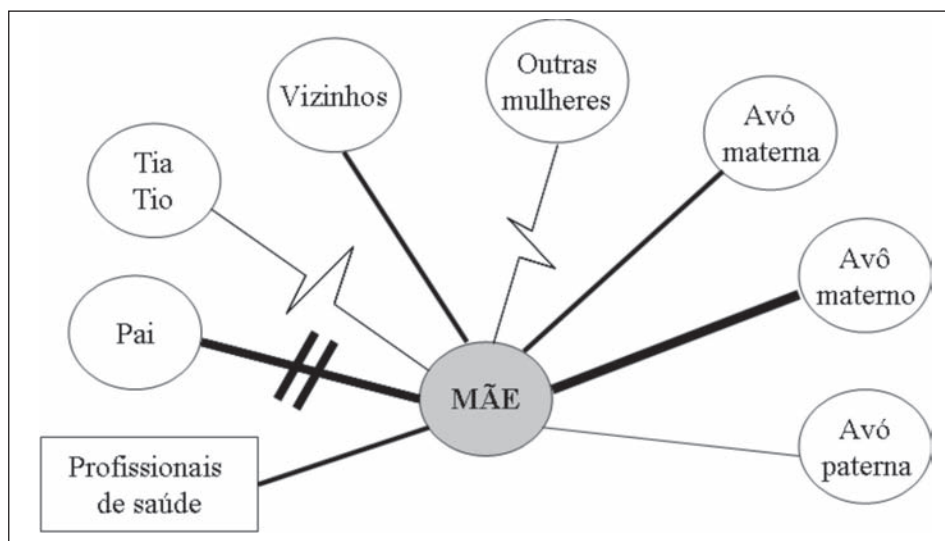 Outras
mulheres
Vizinhos
Avó
materna
Tia
Tio
Avô
materno
Pai
MÃE
Avó
paterna
Profissionais
de saúde